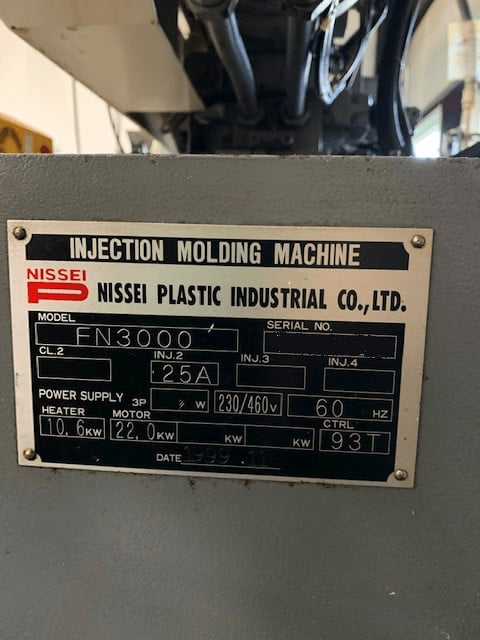 INJECTION MOLDING MACHINE
NISSEI
NISSEI PLASTIC INDUSTRIAL CO.,LTD.
MODEL FN3000 SERIAL NO.
CL.2 INJ.2 25A INJ.3 INJ.4
POWER SUPPLY 3P W 230/460V 60 HZ
HEATER 10.6KW MOTOR 22.0KW KW KW CTRL 93T
DATE 1999 .11